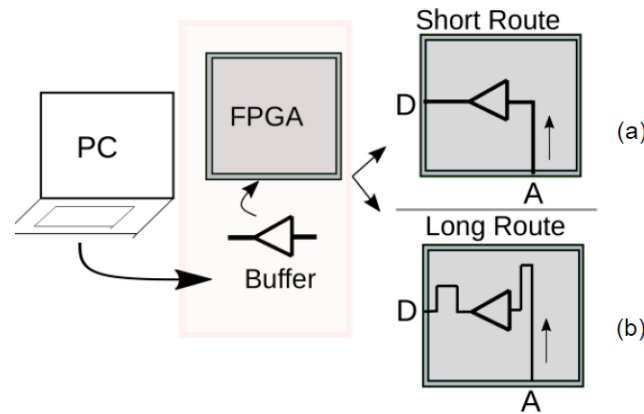 PC
FPGA
Buffer
Short Route
D
A
(a)
Long Route
D
A
(b)